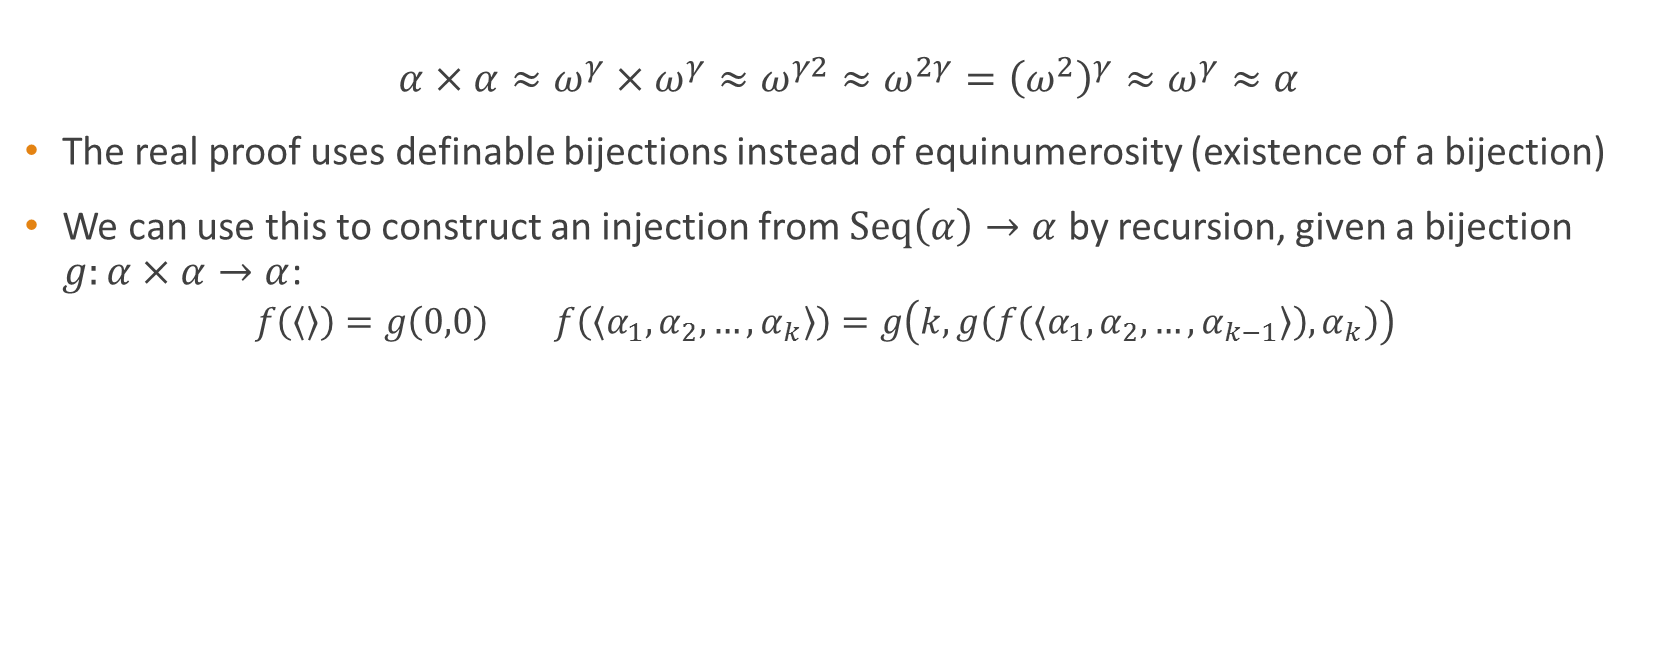 α × α ≈ ω^γ × ω^γ ≈ ω^{γ2} ≈ ω^{2γ} = (ω^2)^γ ≈ ω^γ ≈ α
• The real proof uses definable bijections instead of equinumerosity (existence of a bijection)
• We can use this to construct an injection from Seq(α) → α by recursion, given a bijection
g: α × α → α:
f(⟨⟩) = g(0,0) f(⟨α_1, α_2, …, α_k⟩) = g(k, g(f(⟨α_1, α_2, …, α_{k−1}⟩), α_k))